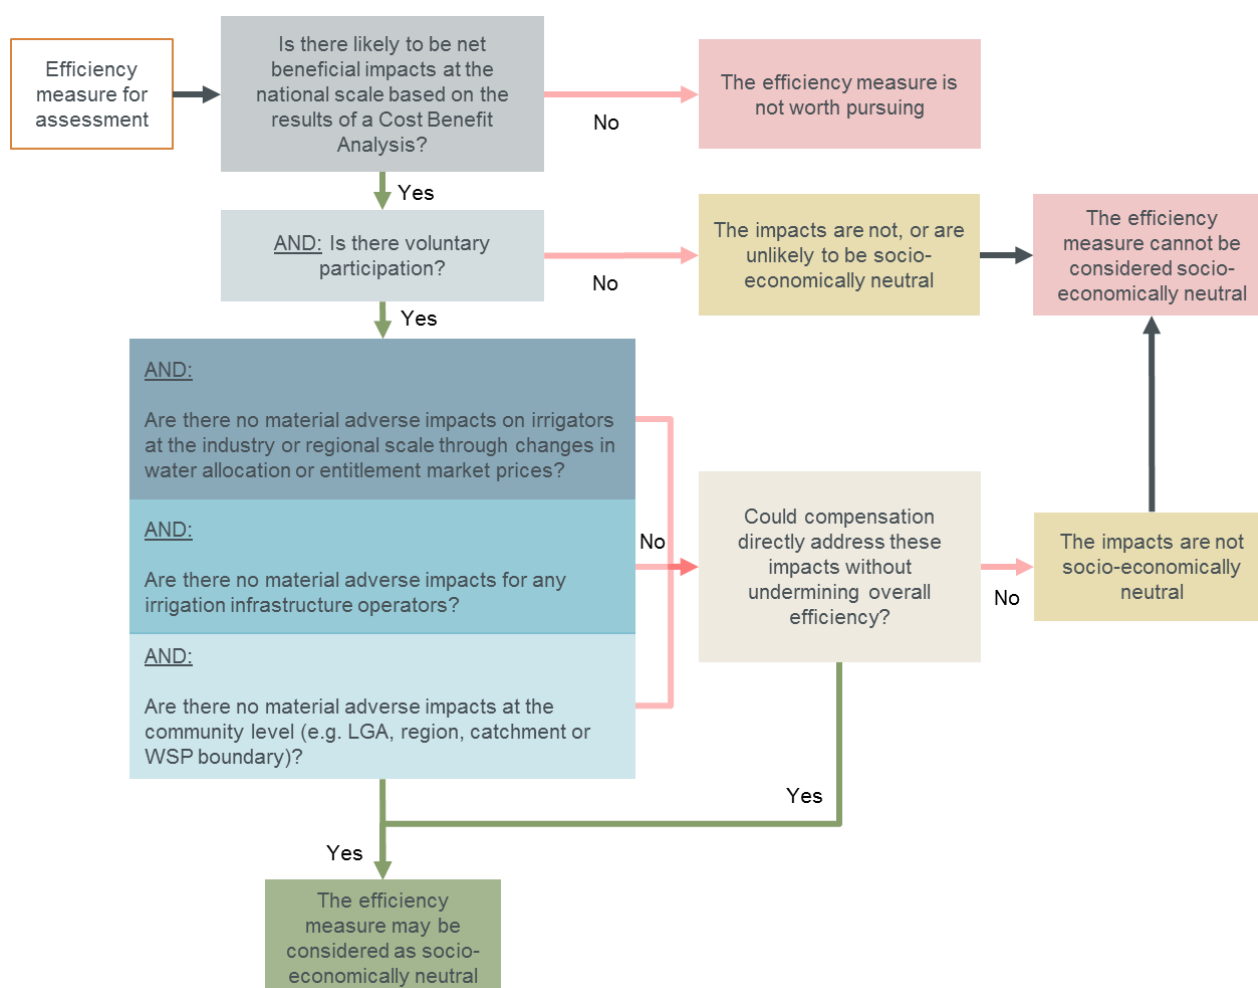 Efficiency
measure for
assessment
Is there likely to be net
beneficial impacts at the
national scale based on the
results of a Cost Benefit
Analysis?
No
The efficiency measure is
not worth pursuing
Yes
AND: Is there voluntary
participation?
No
The impacts are not, or are
unlikely to be socio-
economically neutral
The efficiency
measure cannot be
considered socio-
economically neutral
Yes
AND:
Are there no material adverse impacts on irrigators
at the industry or regional scale through changes in
water allocation or entitlement market prices?
AND:
Are there no material adverse impacts for any
irrigation infrastructure operators?
AND:
Are there no material adverse impacts at the
community level (e.g. LGA, region, catchment or
WSP boundary)?
No
Could compensation
directly address these
impacts without
undermining overall
efficiency?
No
The impacts are not
socio-economically
neutral
Yes
Yes
The efficiency
measure may be
considered as socio-
economically neutral